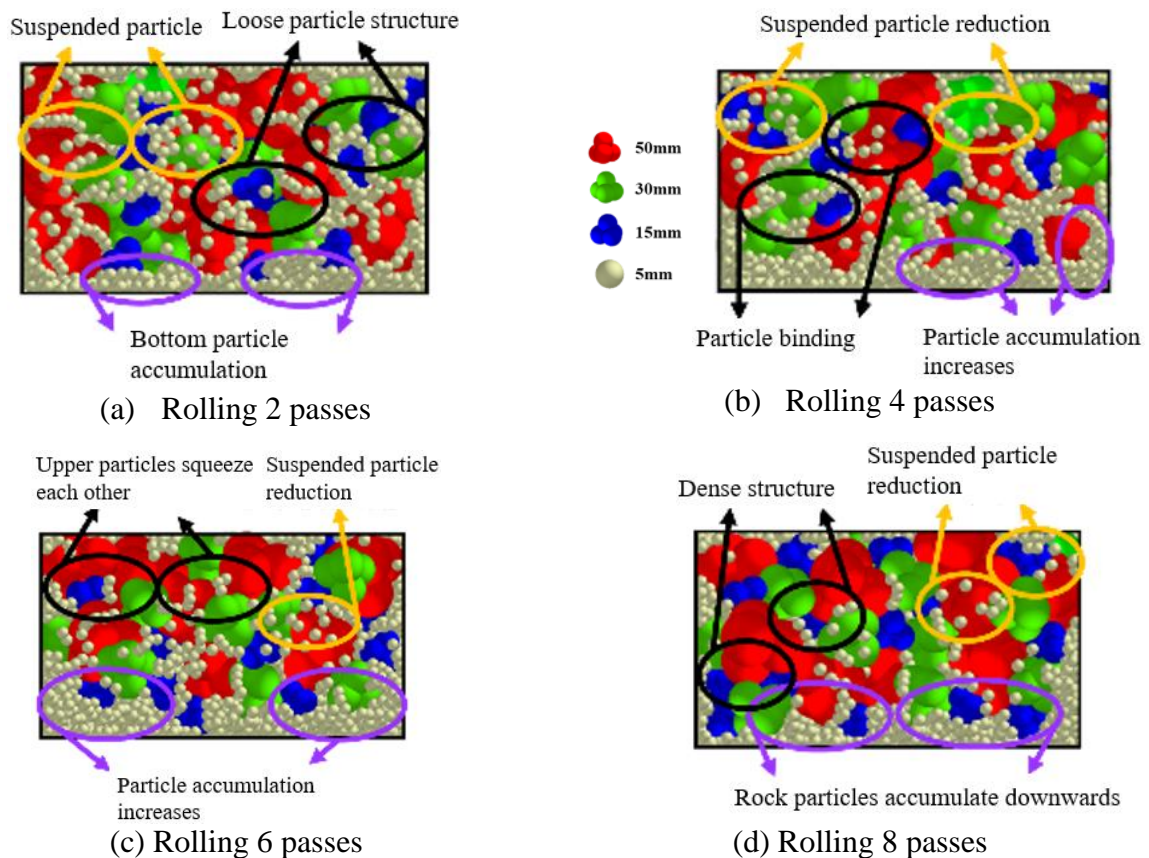 Suspended particle
Loose particle structure
Bottom particle
accumulation
(a) Rolling 2 passes
50mm
30mm
15mm
5mm
Suspended particle reduction
Particle binding
Particle accumulation
increases
(b) Rolling 4 passes
Upper particles squeeze
each other
Suspended particle
reduction
Particle accumulation
increases
(c) Rolling 6 passes
Dense structure
Suspended particle
reduction
Rock particles accumulate downwards
(d) Rolling 8 passes